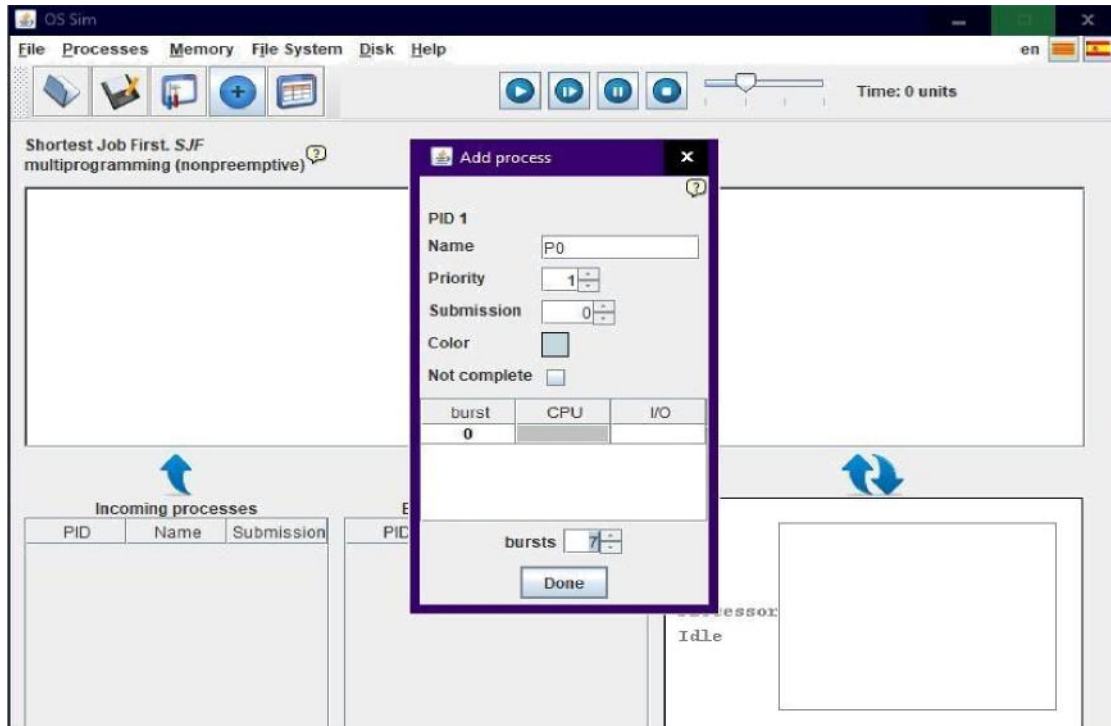 OS Sim
File Processes Memory File System Disk Help
en
Time: 0 units
Shortest Job First. SJF
multiprogramming (nonpreemptive)
Add process
PID 1
Name P0
Priority 1
Submission 0
Color
Not complete
burst CPU I/O
0
bursts 7
Done
Incoming processes
PID Name Submission
PID
Idle